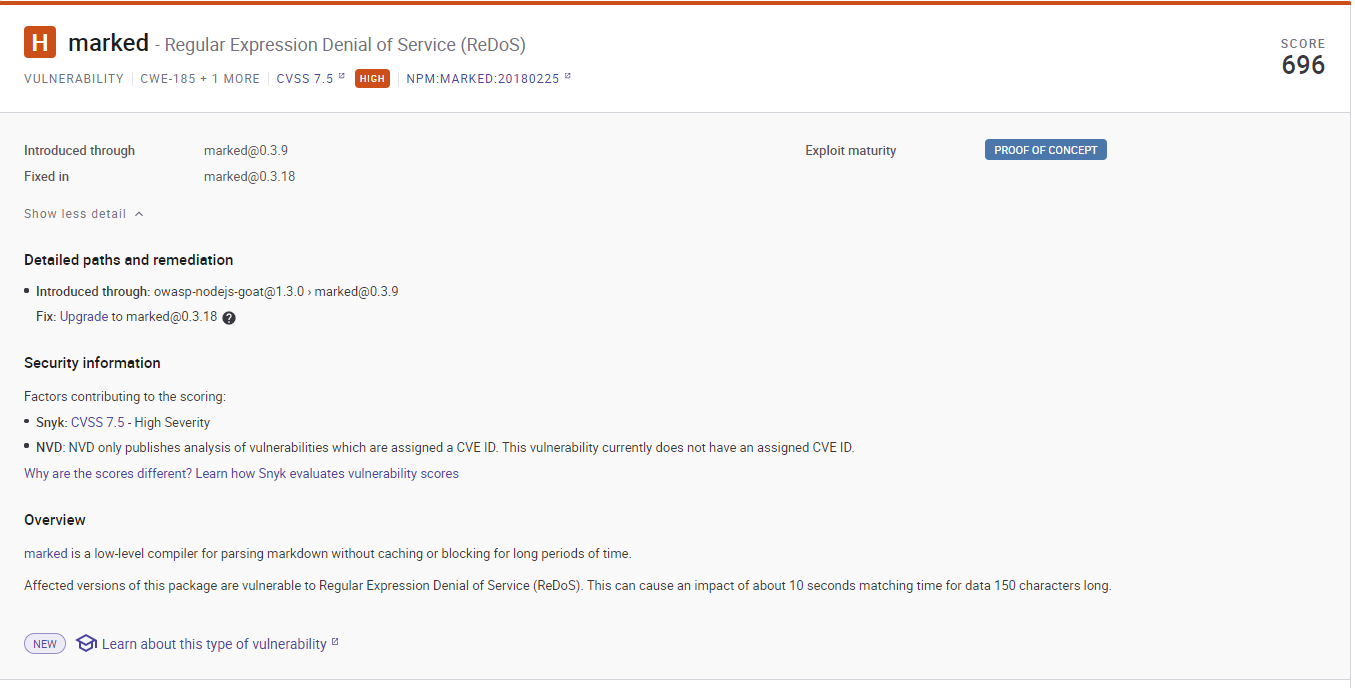 H marked - Regular Expression Denial of Service (ReDoS)
SCORE
696
VULNERABILITY CWE-185 + 1 MORE CVSS 7.5 HIGH NPM:MARKED:20180225
Introduced through marked@0.3.9 Exploit maturity PROOF OF CONCEPT
Fixed in marked@0.3.18
Show less detail
Detailed paths and remediation
• Introduced through: owasp-nodejs-goat@1.3.0 › marked@0.3.9
Fix: Upgrade to marked@0.3.18 ?
Security information
Factors contributing to the scoring:
• Snyk: CVSS 7.5 - High Severity
• NVD: NVD only publishes analysis of vulnerabilities which are assigned a CVE ID. This vulnerability currently does not have an assigned CVE ID.
Why are the scores different? Learn how Snyk evaluates vulnerability scores
Overview
marked is a low-level compiler for parsing markdown without caching or blocking for long periods of time.
Affected versions of this package are vulnerable to Regular Expression Denial of Service (ReDoS). This can cause an impact of about 10 seconds matching time for data 150 characters long.
NEW Learn about this type of vulnerability